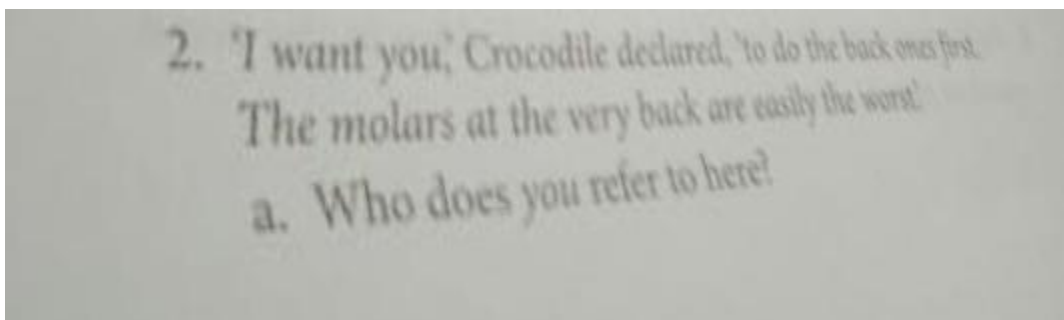 2. 'I want you,' Crocodile declared, 'to do the back ones first.
The molars at the very back are easily the worst.'
a. Who does you refer to here?